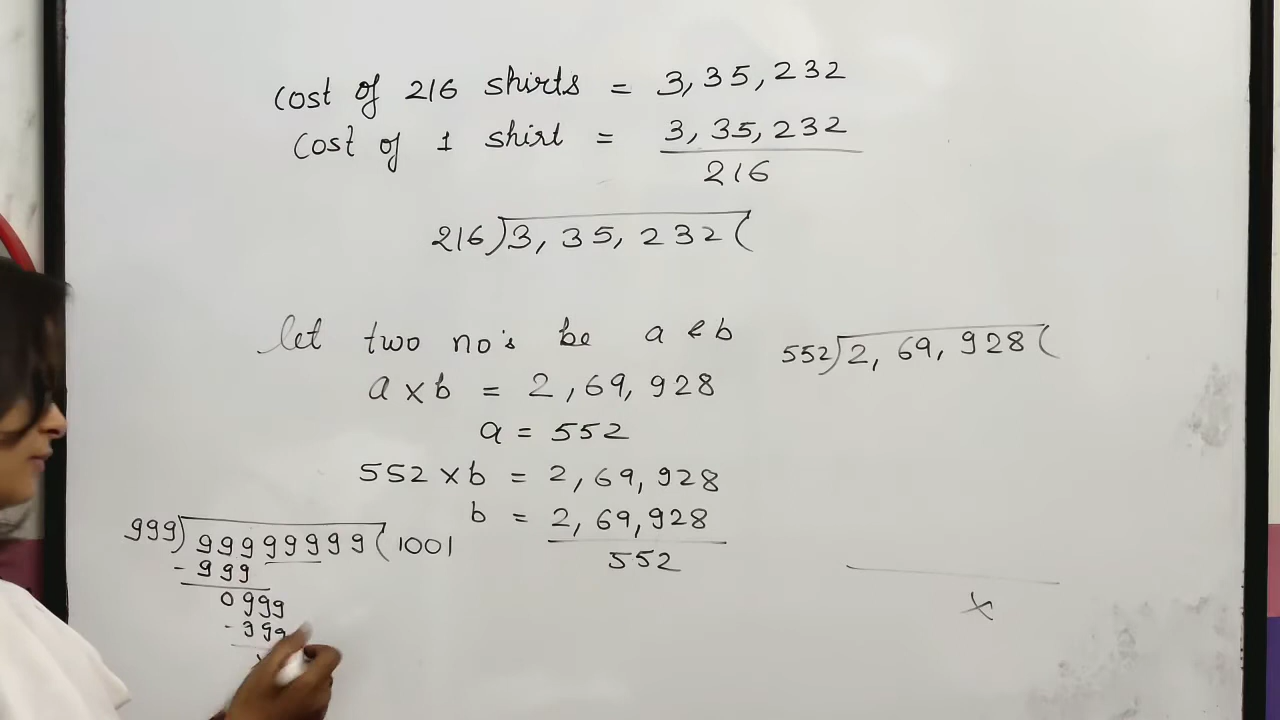 cost of 216 shirts = 3,35,232
cost of 1 shirt = 3,35,232
216
216)3,35,232(
let two no's be a & b
a x b = 2,69,928
a = 552
552 x b = 2,69,928
b = 2,69,928
552
552)2,69,928(
x
999)99999999(1001
- 999
0999
- 999